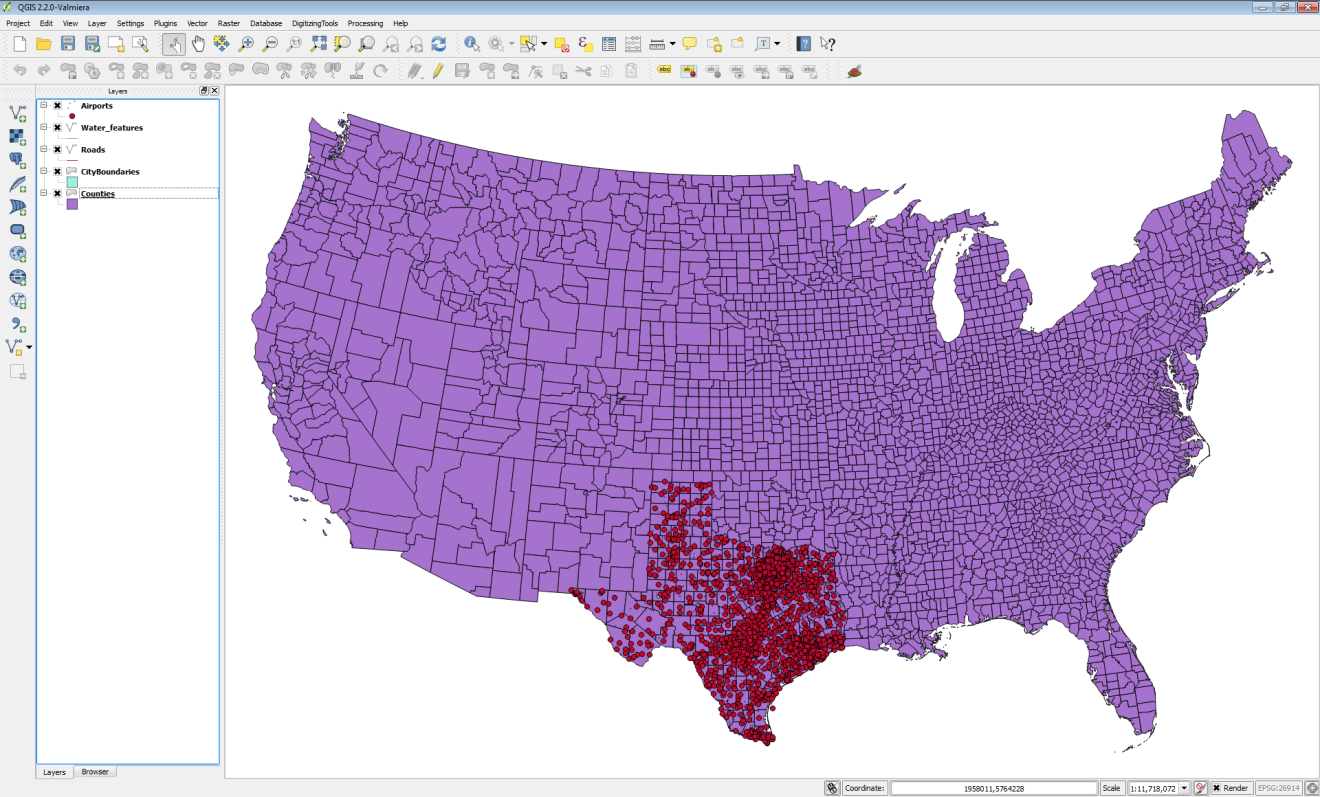 QGIS 2.2.0-Valmiera
Project Edit View Layer Settings Plugins Vector Raster Database DigitizingTools Processing Help
Layers
Airports
Water_features
Roads
CityBoundaries
Counties
Layers Browser
Coordinate: 1958011,5764228 Scale 1:11,718,072 Render EPSG:26914